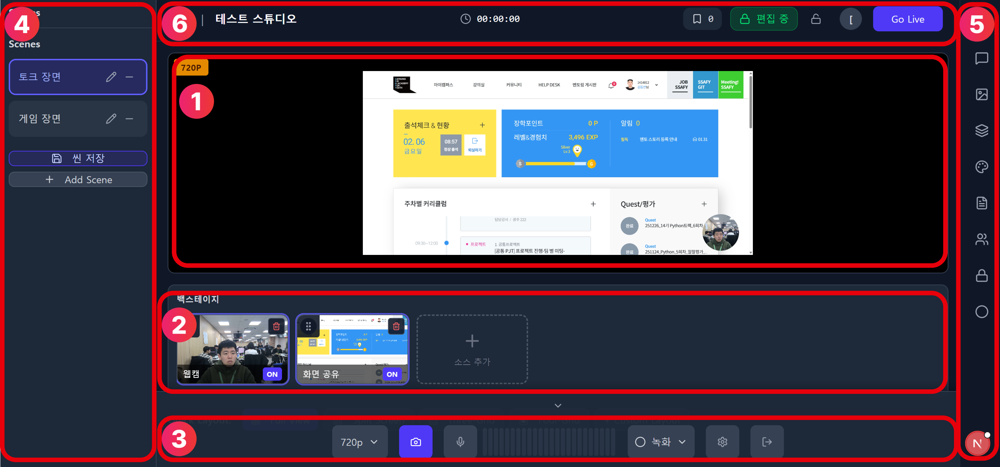 4
Scenes
토크 장면
게임 장면
씬 저장
Add Scene
6
| 테스트 스튜디오
00:00:00
0
편집 중
[
Go Live
5
720P
1
SAMSUNG
SW
AI ACADEMY
FOR
YOUTH
마이캠퍼스
강의실
커뮤니티
HELP DESK
멘토링 게시판
0
1414812
김동언님
JOB
SSAFY
SSAFY
GIT
Meeting!
SSAFY
출석체크 & 현황
02. 06
금요일
08:57
정상 출석
퇴실하기
장학포인트 0 P
레벨&경험치 3,496 EXP
Silver
Lv.3
S
G
알림 0
필독 멘토 스토리 등록 안내 01.31
주차별 커리큘럼
담당강사 / 광주 222
09:30~12:00
프로젝트
1. 공통프로젝트
[공통 PJT] 프로젝트 진행-팀 별 미팅-
Quest/평가
완료
Quest
251226_14기 Python트랙_6회차
완료
Quest
251124_Python_5회차_월말평가_...
백스테이지
2
웹캠
ON
화면 공유
ON
소스 추가
3
720p
녹화
N